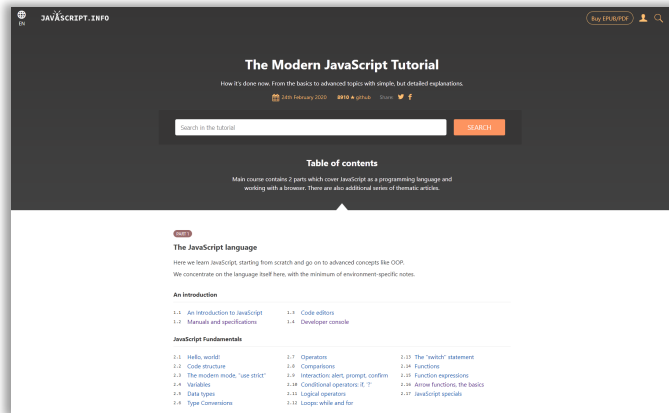 EN
JAVASCRIPT.INFO
Buy EPUB/PDF
The Modern JavaScript Tutorial
How it's done now. From the basics to advanced topics with simple, but detailed explanations.
24th February 2020 8910 ★ github Share
Search in the tutorial
SEARCH
Table of contents
Main course contains 2 parts which cover JavaScript as a programming language and
working with a browser. There are also additional series of thematic articles.
PART 1
The JavaScript language
Here we learn JavaScript, starting from scratch and go on to advanced concepts like OOP.
We concentrate on the language itself here, with the minimum of environment-specific notes.
An introduction
1.1 An Introduction to JavaScript
1.2 Manuals and specifications
1.3 Code editors
1.4 Developer console
JavaScript Fundamentals
2.1 Hello, world!
2.2 Code structure
2.3 The modern mode, "use strict"
2.4 Variables
2.5 Data types
2.6 Type Conversions
2.7 Operators
2.8 Comparisons
2.9 Interaction: alert, prompt, confirm
2.10 Conditional operators: if, '?'
2.11 Logical operators
2.12 Loops: while and for
2.13 The "switch" statement
2.14 Functions
2.15 Function expressions
2.16 Arrow functions, the basics
2.17 JavaScript specials